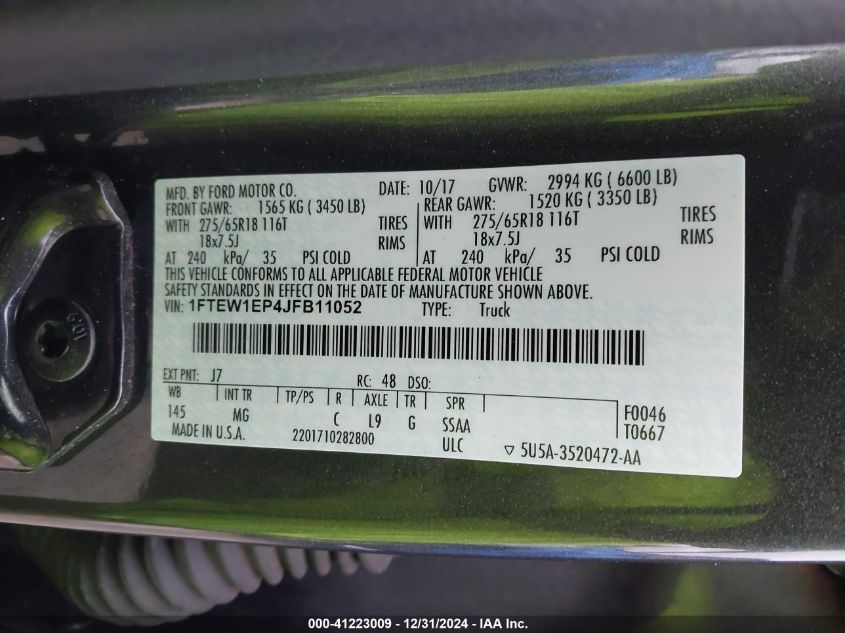 MFD. BY FORD MOTOR CO. DATE: 10/17 GVWR: 2994 KG ( 6600 LB)
FRONT GAWR: 1565 KG ( 3450 LB) REAR GAWR: 1520 KG ( 3350 LB)
WITH 275/65R18 116T TIRES WITH 275/65R18 116T TIRES
18x7.5J RIMS 18x7.5J RIMS
AT 240 kPa/ 35 PSI COLD AT 240 kPa/ 35 PSI COLD
THIS VEHICLE CONFORMS TO ALL APPLICABLE FEDERAL MOTOR VEHICLE
SAFETY STANDARDS IN EFFECT ON THE DATE OF MANUFACTURE SHOWN ABOVE.
VIN: 1FTEW1EP4JFB11052 TYPE: Truck
EXT PNT: J7 RC: 48 DSO:
WB INT TR TP/PS R AXLE TR SPR
145 MG C L9 G SSAA F0046
MADE IN U.S.A. 2201710282800 ULC T0667
▽ 5U5A-3520472-AA
000-41223009 - 12/31/2024 - IAA Inc.